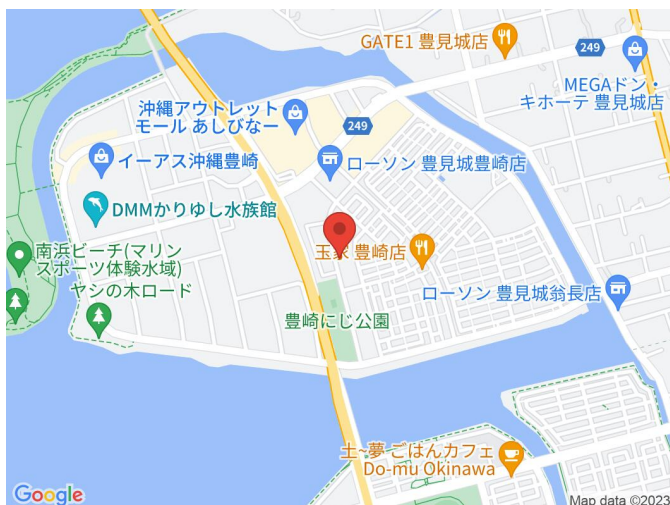 GATE1 豊見城店
249
MEGAドン・
キホーテ 豊見城店
沖縄アウトレット
モール あしびなー
249
イーアス沖縄豊崎
ローソン 豊見城豊崎店
DMMかりゆし水族館
南浜ビーチ(マリン
スポーツ体験水域)
玉家 豊崎店
ヤシの木ロード
ローソン 豊見城翁長店
豊崎にじ公園
土~夢 ごはんカフェ
Do-mu Okinawa
Google
Map data ©2023